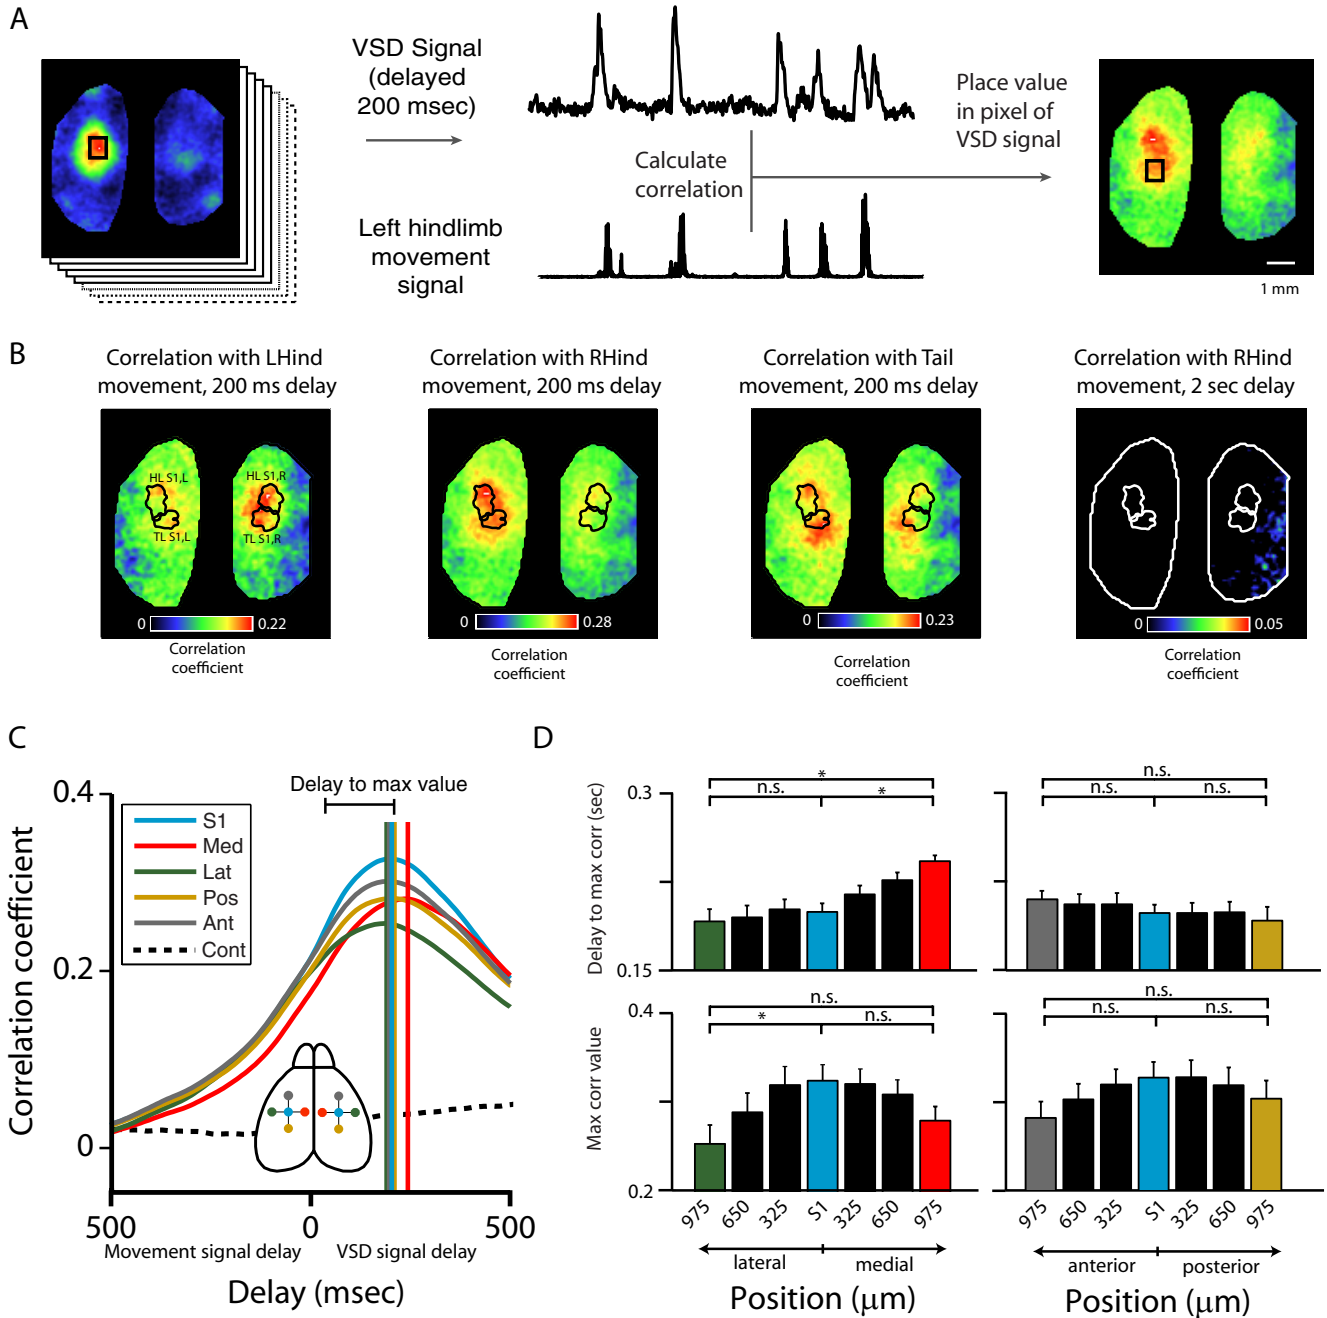 A
VSD Signal
(delayed
200 msec)
Left hindlimb
movement
signal
Calculate
correlation
Place value
in pixel of
VSD signal
1 mm
B
Correlation with LHind
movement, 200 ms delay
HL S1,L
HL S1,R
TL S1,L
TL S1,R
0 0.22
Correlation
coefficient
Correlation with RHind
movement, 200 ms delay
0 0.28
Correlation
coefficient
Correlation with Tail
movement, 200 ms delay
0 0.23
Correlation
coefficient
Correlation with RHind
movement, 2 sec delay
0 0.05
Correlation
coefficient
C
Correlation coefficient
0.4
0.2
0
Delay to max value
S1
Med
Lat
Pos
Ant
Cont
500 0 500
Movement signal delay VSD signal delay
Delay (msec)
D
Delay to max corr (sec)
0.3
0.15
*
n.s. *
n.s.
n.s. n.s.
Max corr value
0.4
0.2
n.s.
* n.s.
n.s.
n.s. n.s.
975 650 325 S1 325 650 975
lateral medial
Position (μm)
975 650 325 S1 325 650 975
anterior posterior
Position (μm)